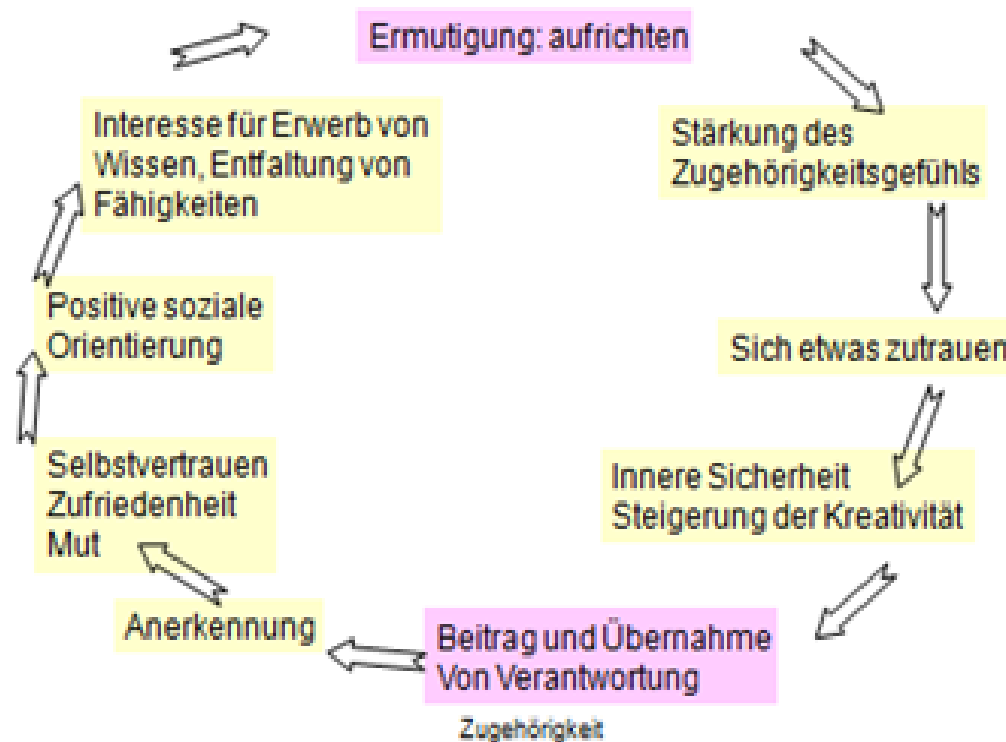 Ermutigung: aufrichten
Stärkung des
Zugehörigkeitsgefühls
Sich etwas zutrauen
Innere Sicherheit
Steigerung der Kreativität
Beitrag und Übernahme
Von Verantwortung
Zugehörigkeit
Anerkennung
Selbstvertrauen
Zufriedenheit
Mut
Positive soziale
Orientierung
Interesse für Erwerb von
Wissen, Entfaltung von
Fähigkeiten